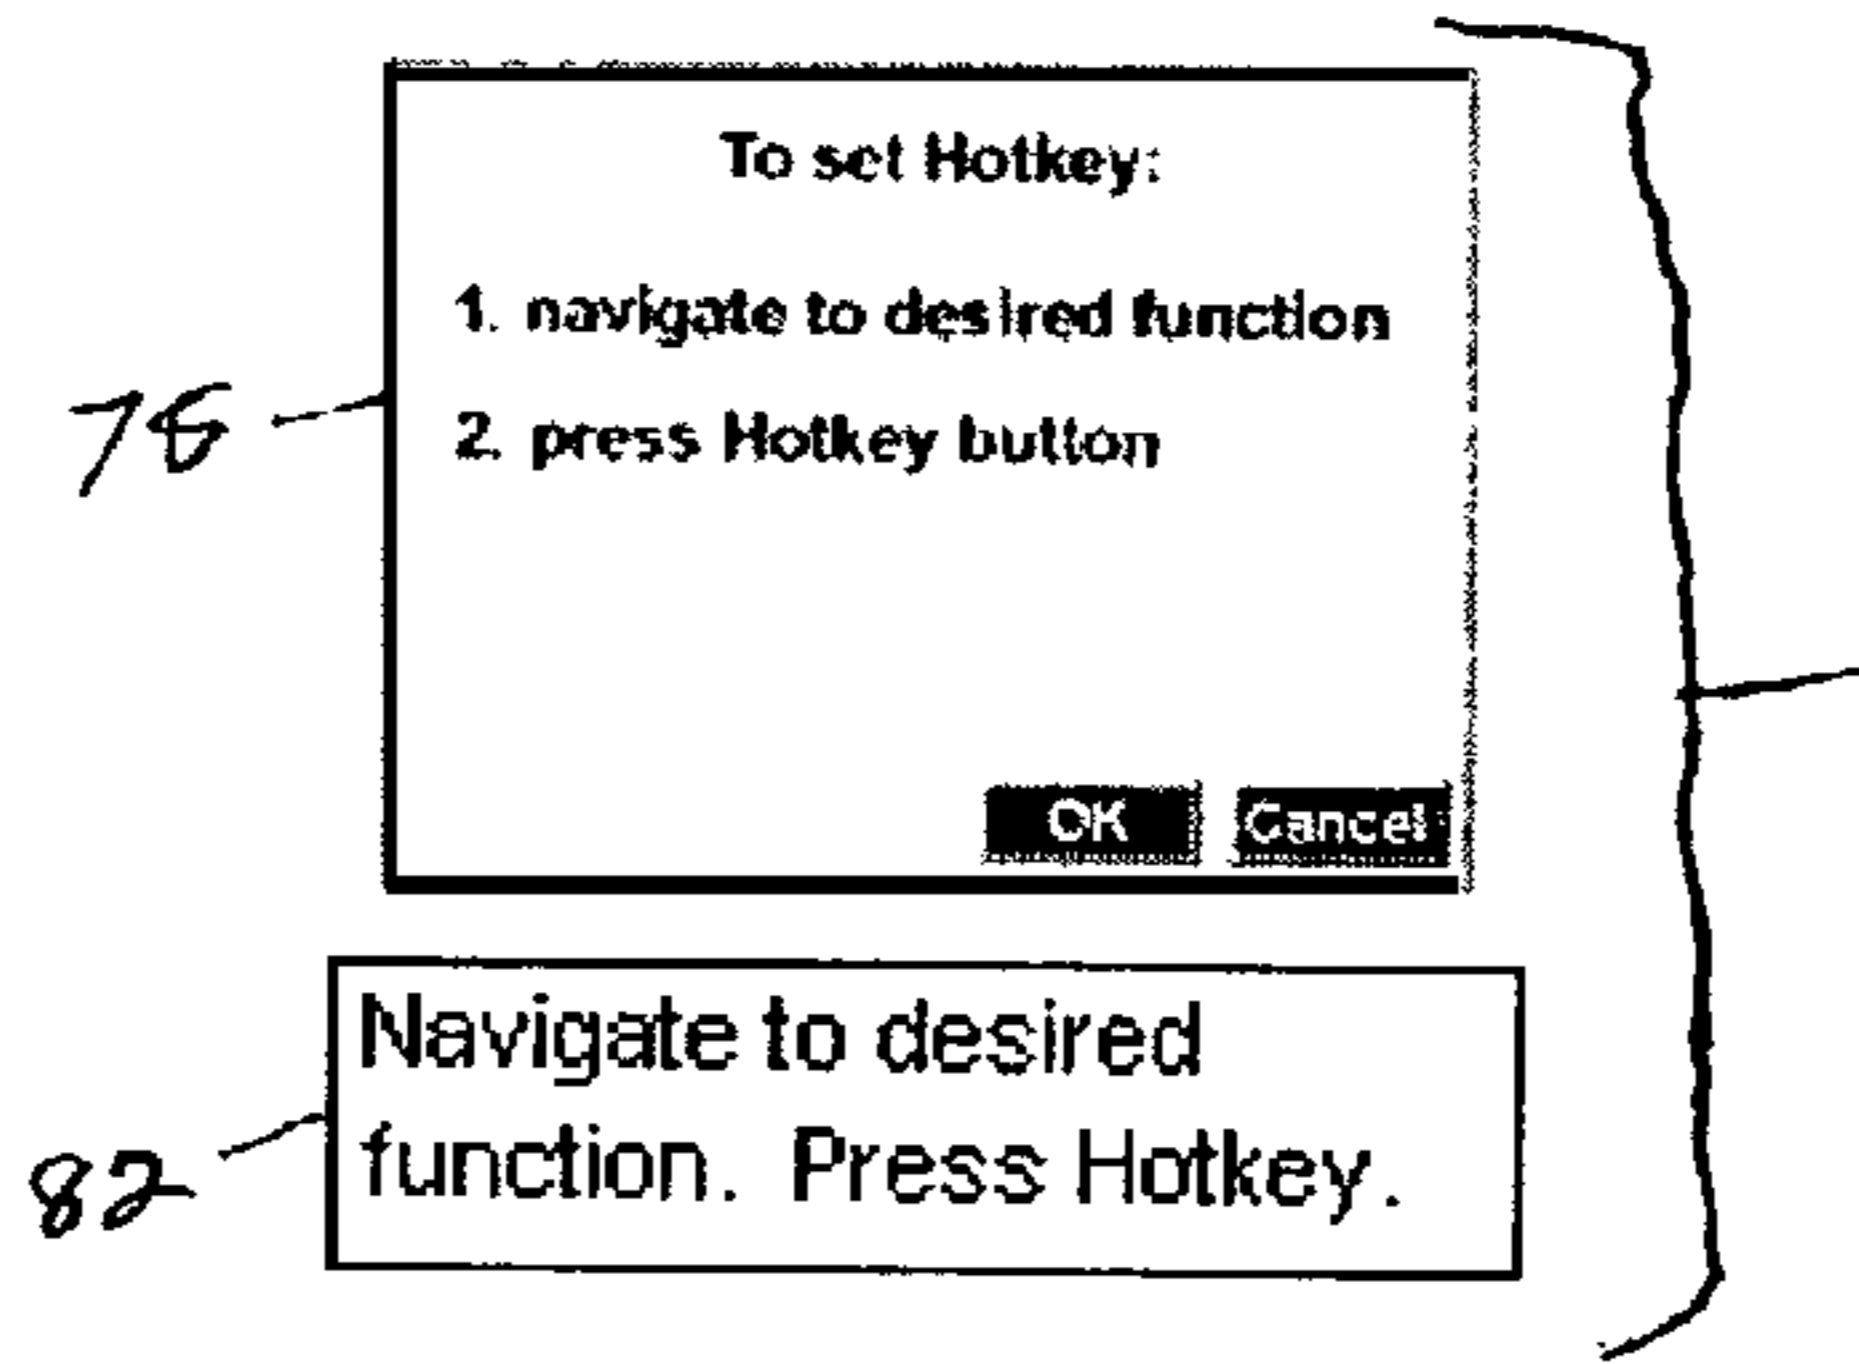 To set Hotkey:
1. navigate to desired function
78
2. press Hotkey button
OK Cancel
Navigate to desired
function. Press Hotkey.
82